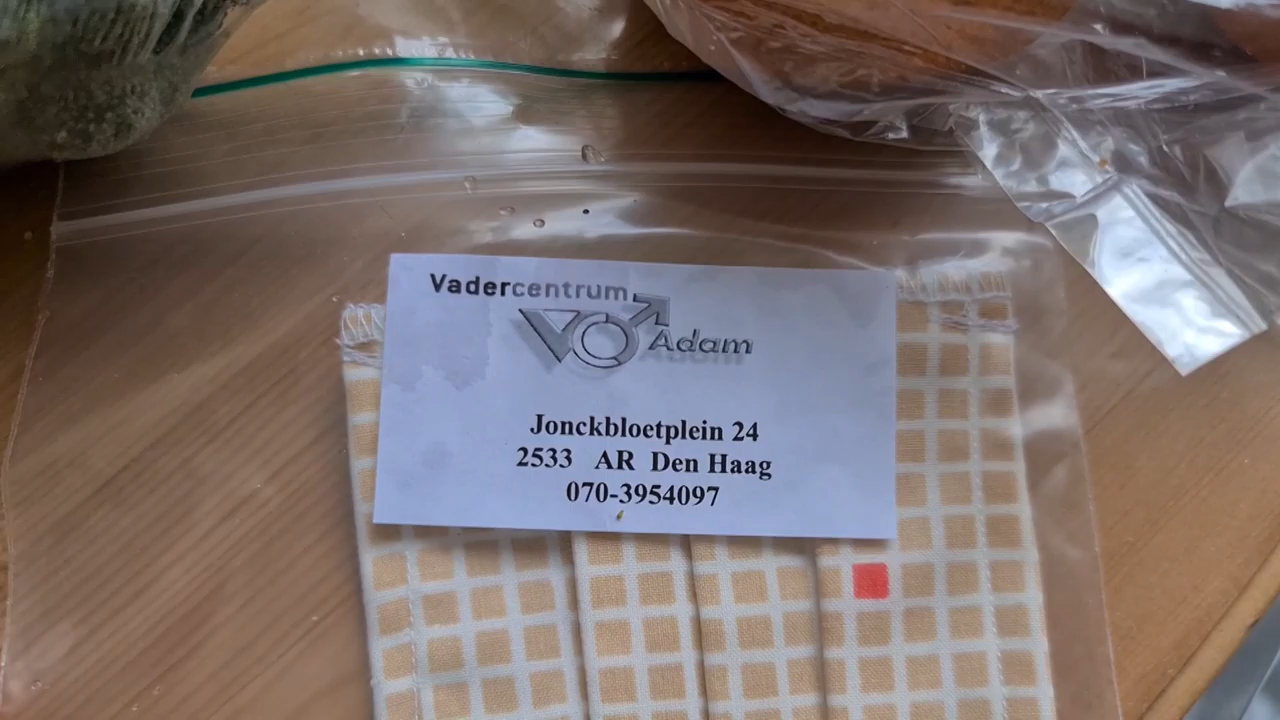 Vadercentrum
Adam
Jonckbloetplein 24
2533 AR Den Haag
070-3954097